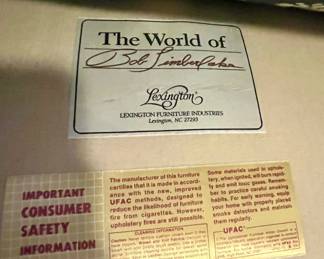 The World of
Bob Timberlake
Lexington
LEXINGTON FURNITURE INDUSTRIES
Lexington, NC 27293
IMPORTANT
CONSUMER
SAFETY
INFORMATION
The manufacturer of this furniture
certifies that it is made in accord-
ance with the new, improved
UFAC methods, designed to
reduce the likelihood of furniture
fire from cigarettes. However,
upholstery fires are still possible.
CAUTION
Some materials used in uphols-
tery, when ignited, will burn rapid-
ly and emit toxic gases. Remem-
ber to practice careful smoking
habits. For early warning, equip
your home with properly placed
smoke detectors and maintain
them regularly.
UFAC